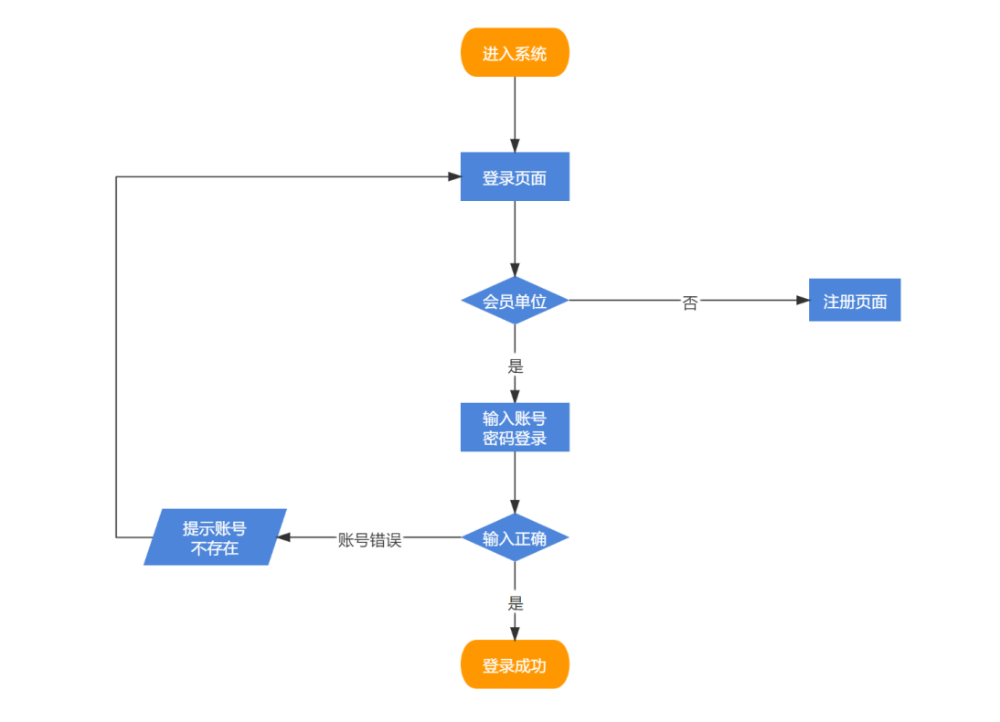 进入系统
登录页面
会员单位
否
注册页面
是
输入账号
密码登录
提示账号
不存在
账号错误
输入正确
是
登录成功